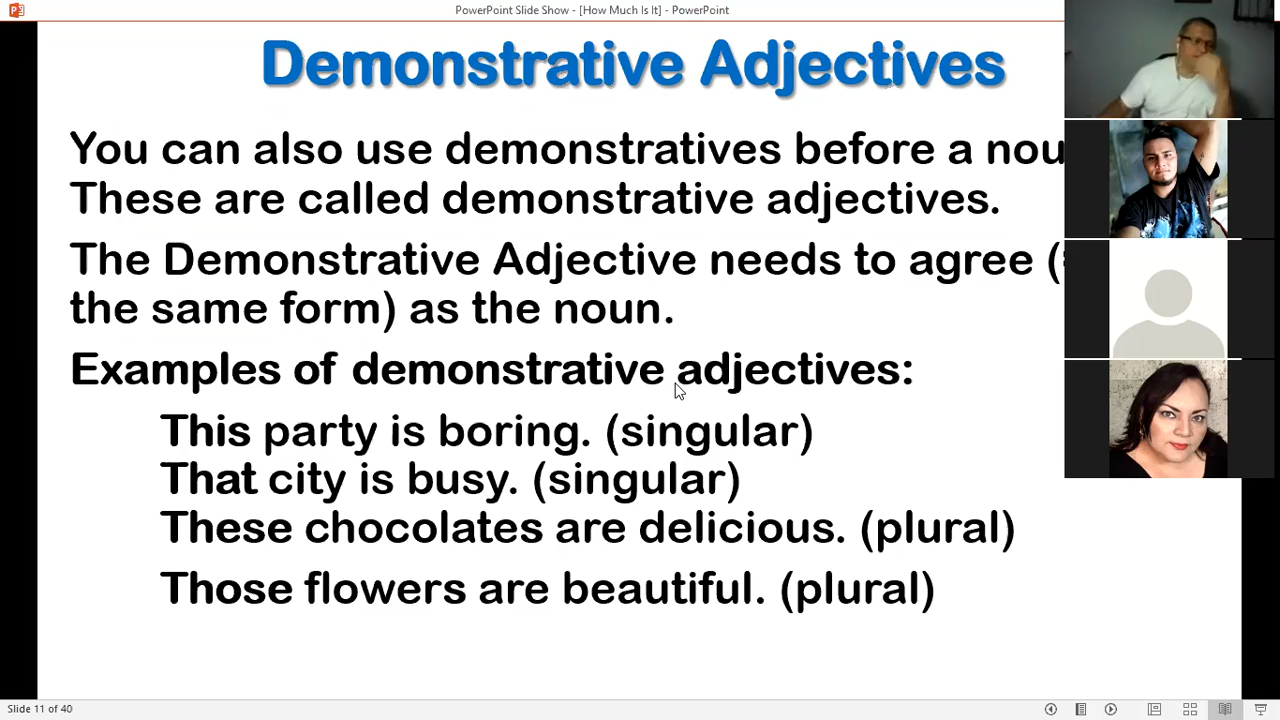 PowerPoint Slide Show - [How Much Is It] - PowerPoint
Demonstrative Adjectives
You can also use demonstratives before a
These are called demonstrative adjectives.
The Demonstrative Adjective needs to agree (
the same form) as the noun.
Examples of demonstrative adjectives:
This party is boring. (singular)
That city is busy. (singular)
These chocolates are delicious. (plural)
Those flowers are beautiful. (plural)
Slide 11 of 40